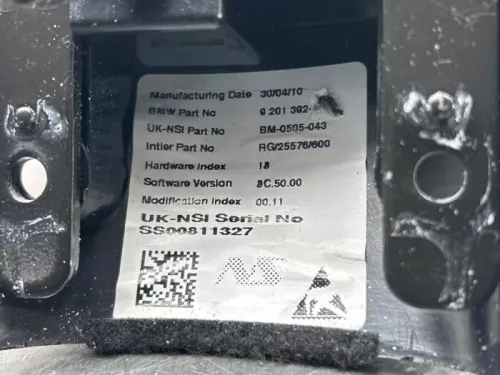 Manufacturing Date 30/04/10
BMW Part No 9 201 392-
UK-NSI Part No BM-0505-043
Intier Part No RG/25576/600
Hardware Index 18
Software Version 8C.50.00
Modification Index 00.11
UK-NSI Serial No
SS00811327